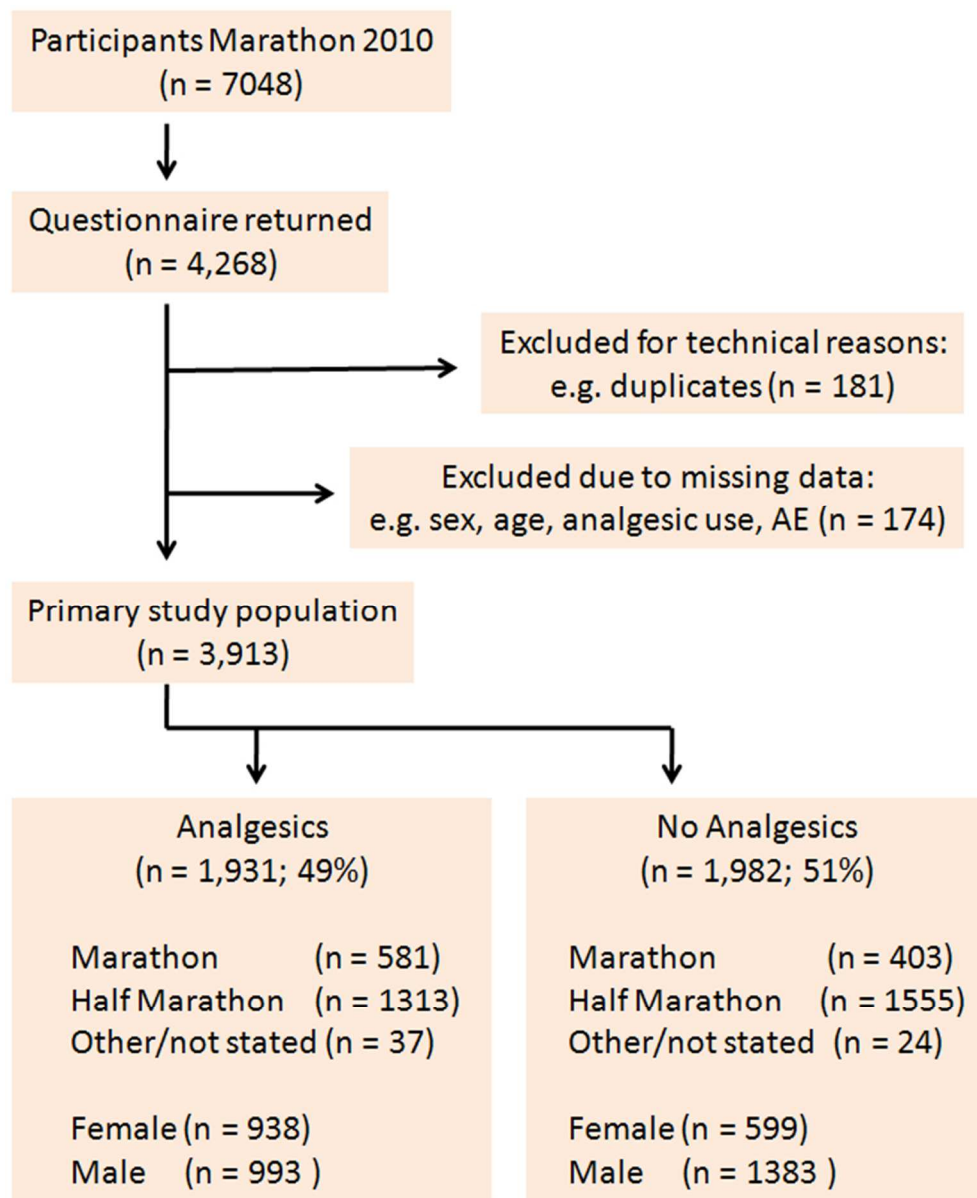 Participants Marathon 2010
(n = 7048)
Questionnaire returned
(n = 4,268)
Excluded for technical reasons:
e.g. duplicates (n = 181)
Excluded due to missing data:
e.g. sex, age, analgesic use, AE (n = 174)
Primary study population
(n = 3,913)
Analgesics
(n = 1,931; 49%)
Marathon (n = 581)
Half Marathon (n = 1313)
Other/not stated (n = 37)
Female (n = 938)
Male (n = 993 )
No Analgesics
(n = 1,982; 51%)
Marathon (n = 403)
Half Marathon (n = 1555)
Other/not stated (n = 24)
Female (n = 599)
Male (n = 1383 )